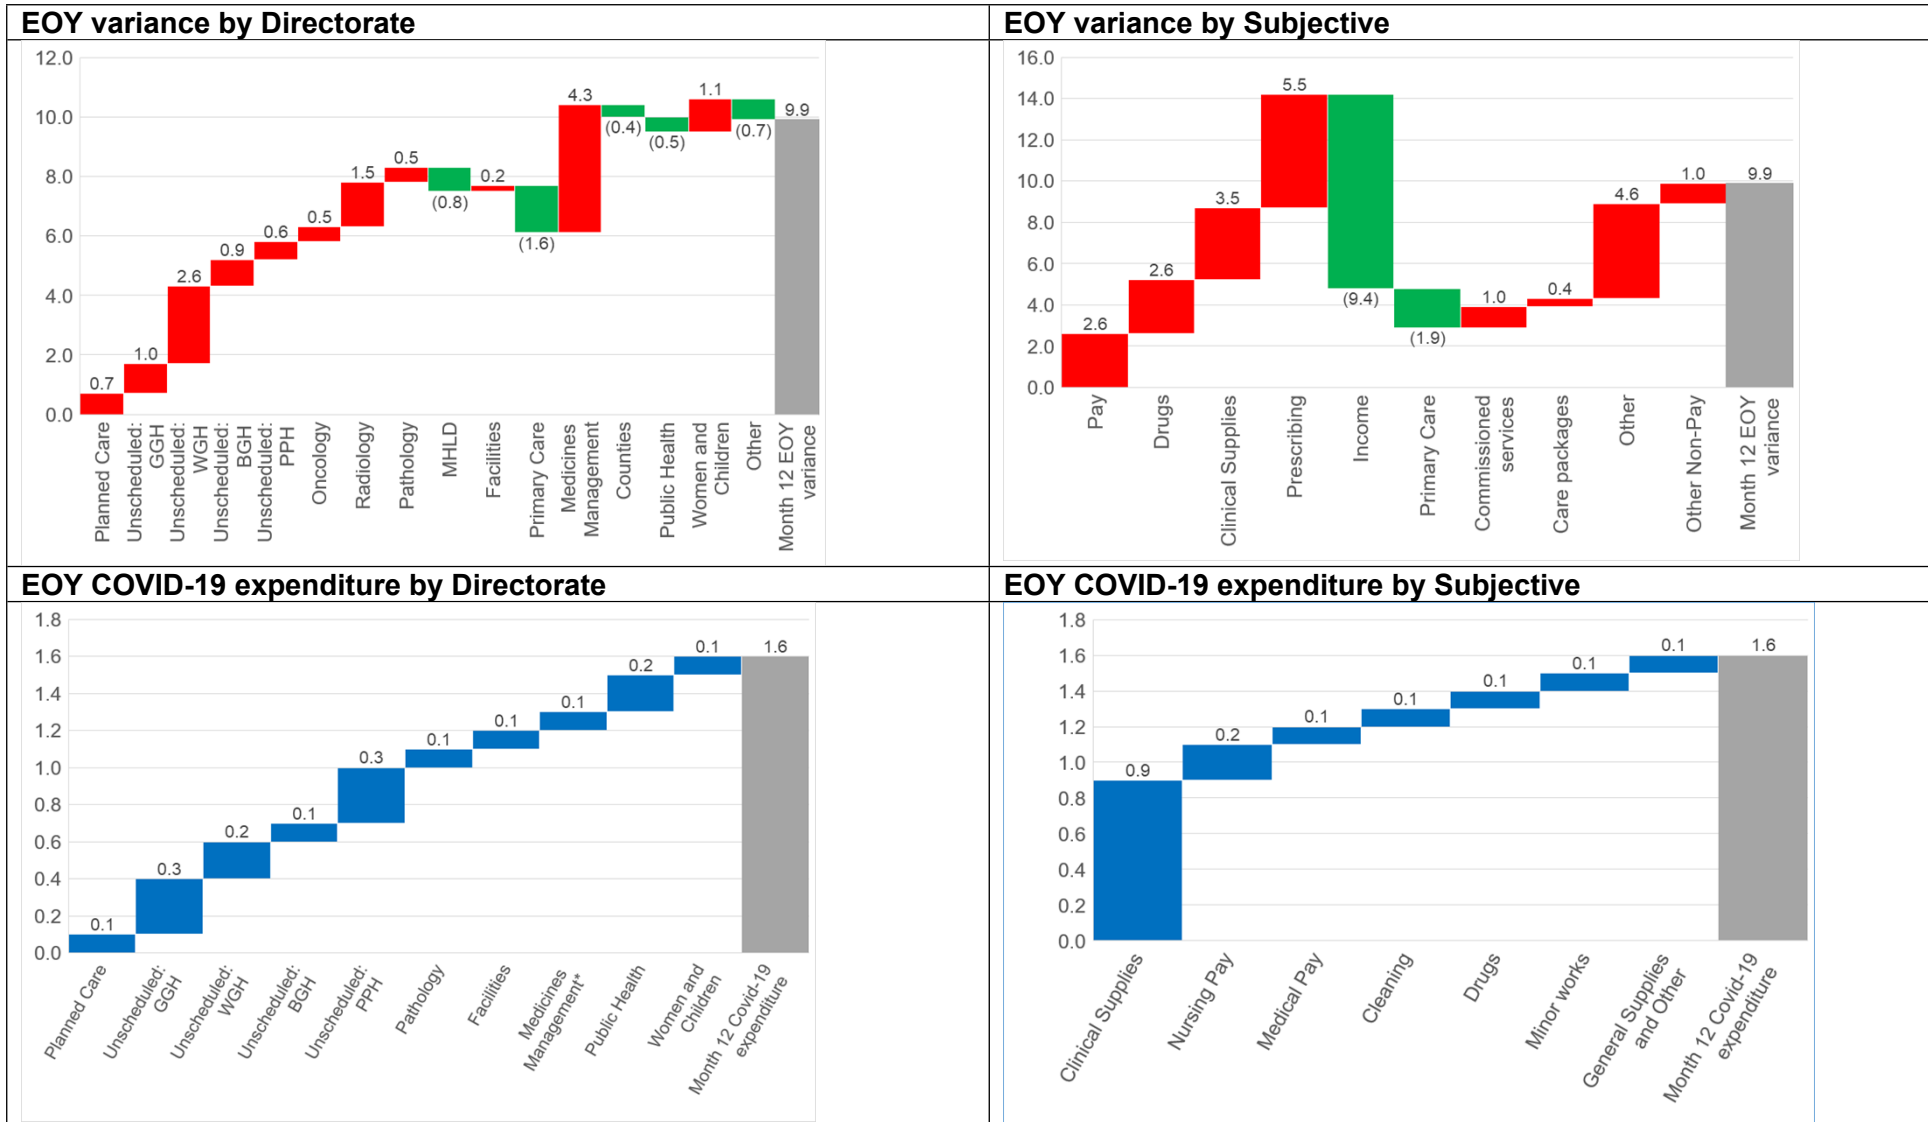 EOY variance by Directorate
12.0
10.0
8.0
6.0
4.0
2.0
0.0
0.7
1.0
2.6
0.9
0.6
0.5
1.5
0.5
(0.8)
0.2
(1.6)
4.3
(0.4)
(0.5)
1.1
(0.7)
9.9
Planned Care
Unscheduled:
GGH
Unscheduled:
WGH
Unscheduled:
BGH
Unscheduled:
PPH
Oncology
Radiology
Pathology
MHLD
Facilities
Primary Care
Medicines
Management
Counties
Public Health
Women and
Children
Other
Month 12 EOY
variance
EOY variance by Subjective
16.0
14.0
12.0
10.0
8.0
6.0
4.0
2.0
0.0
2.6
2.6
3.5
5.5
(9.4)
(1.9)
1.0
0.4
4.6
1.0
9.9
Pay
Drugs
Clinical Supplies
Prescribing
Income
Primary Care
Commissioned
services
Care packages
Other
Other Non-Pay
Month 12 EOY
variance
EOY COVID-19 expenditure by Directorate
1.8
1.6
1.4
1.2
1.0
0.8
0.6
0.4
0.2
0.0
0.1
0.3
0.2
0.1
0.3
0.1
0.1
0.1
0.2
0.1
1.6
Planned Care
Unscheduled:
GGH
Unscheduled:
WGH
Unscheduled:
BGH
Unscheduled:
PPH
Pathology
Facilities
Medicines
Management*
Public Health
Women and
Children
Month 12 Covid-19
expenditure
EOY COVID-19 expenditure by Subjective
1.8
1.6
1.4
1.2
1.0
0.8
0.6
0.4
0.2
0.0
0.9
0.2
0.1
0.1
0.1
0.1
0.1
1.6
Clinical Supplies
Nursing Pay
Medical Pay
Cleaning
Drugs
Minor works
General Supplies
and Other
Month 12 Covid-19
expenditure